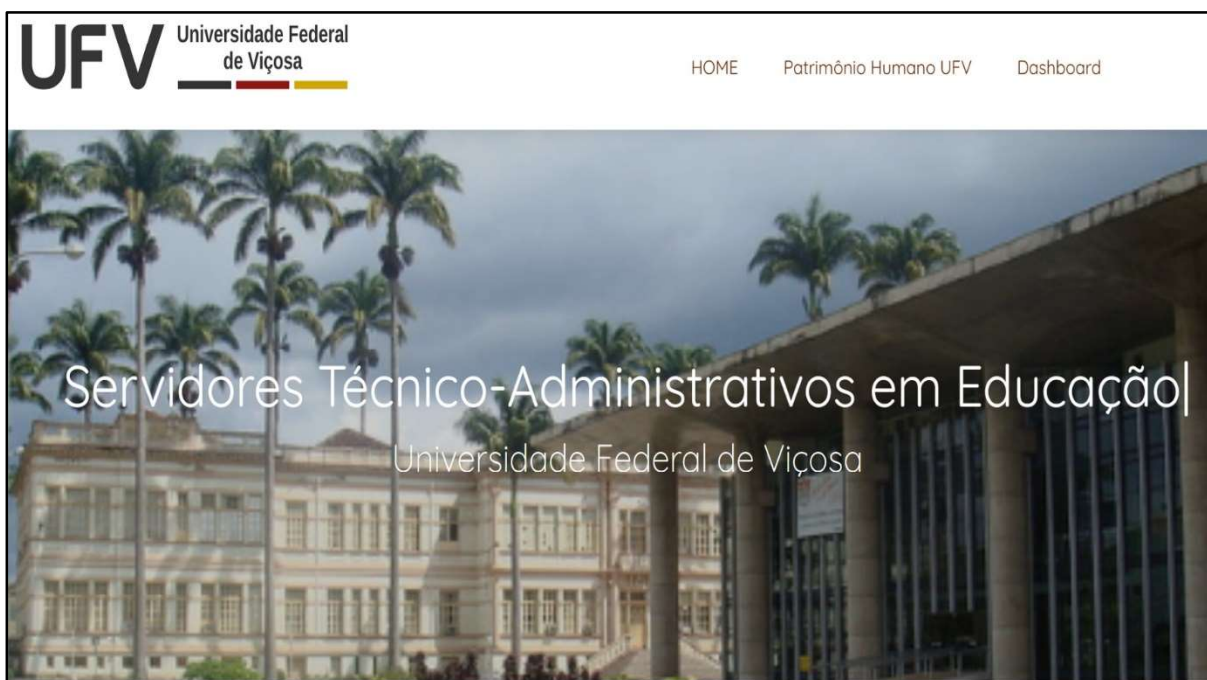 UFV
Universidade Federal
de Viçosa
HOME Patrimônio Humano UFV Dashboard
Servidores Técnico-Administrativos em Educação|
Universidade Federal de Viçosa